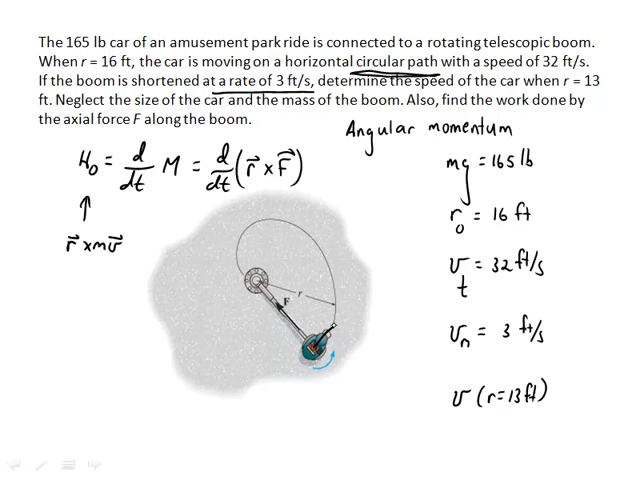 The 165 lb car of an amusement park ride is connected to a rotating telescopic boom.
When r = 16 ft, the car is moving on a horizontal circular path with a speed of 32 ft/s.
If the boom is shortened at a rate of 3 ft/s, determine the speed of the car when r = 13
ft. Neglect the size of the car and the mass of the boom. Also, find the work done by
the axial force F along the boom.
Angular momentum
H₀ = d/dt M = d/dt (r⃗ × F⃗)
↑
r⃗ × mv⃗
mg = 165 lb
r₀ = 16 ft
v_t = 32 ft/s
v_n = 3 ft/s
v (r = 13 ft)
r
F